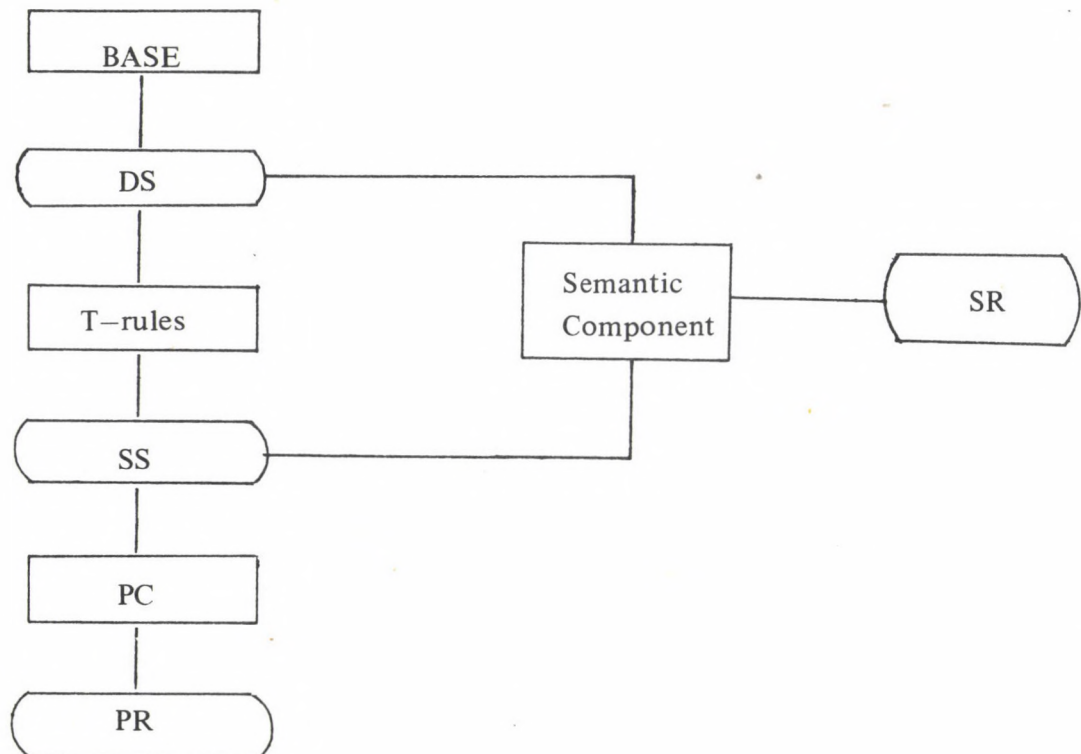 BASE
DS
T–rules
Semantic
Component
SR
SS
PC
PR